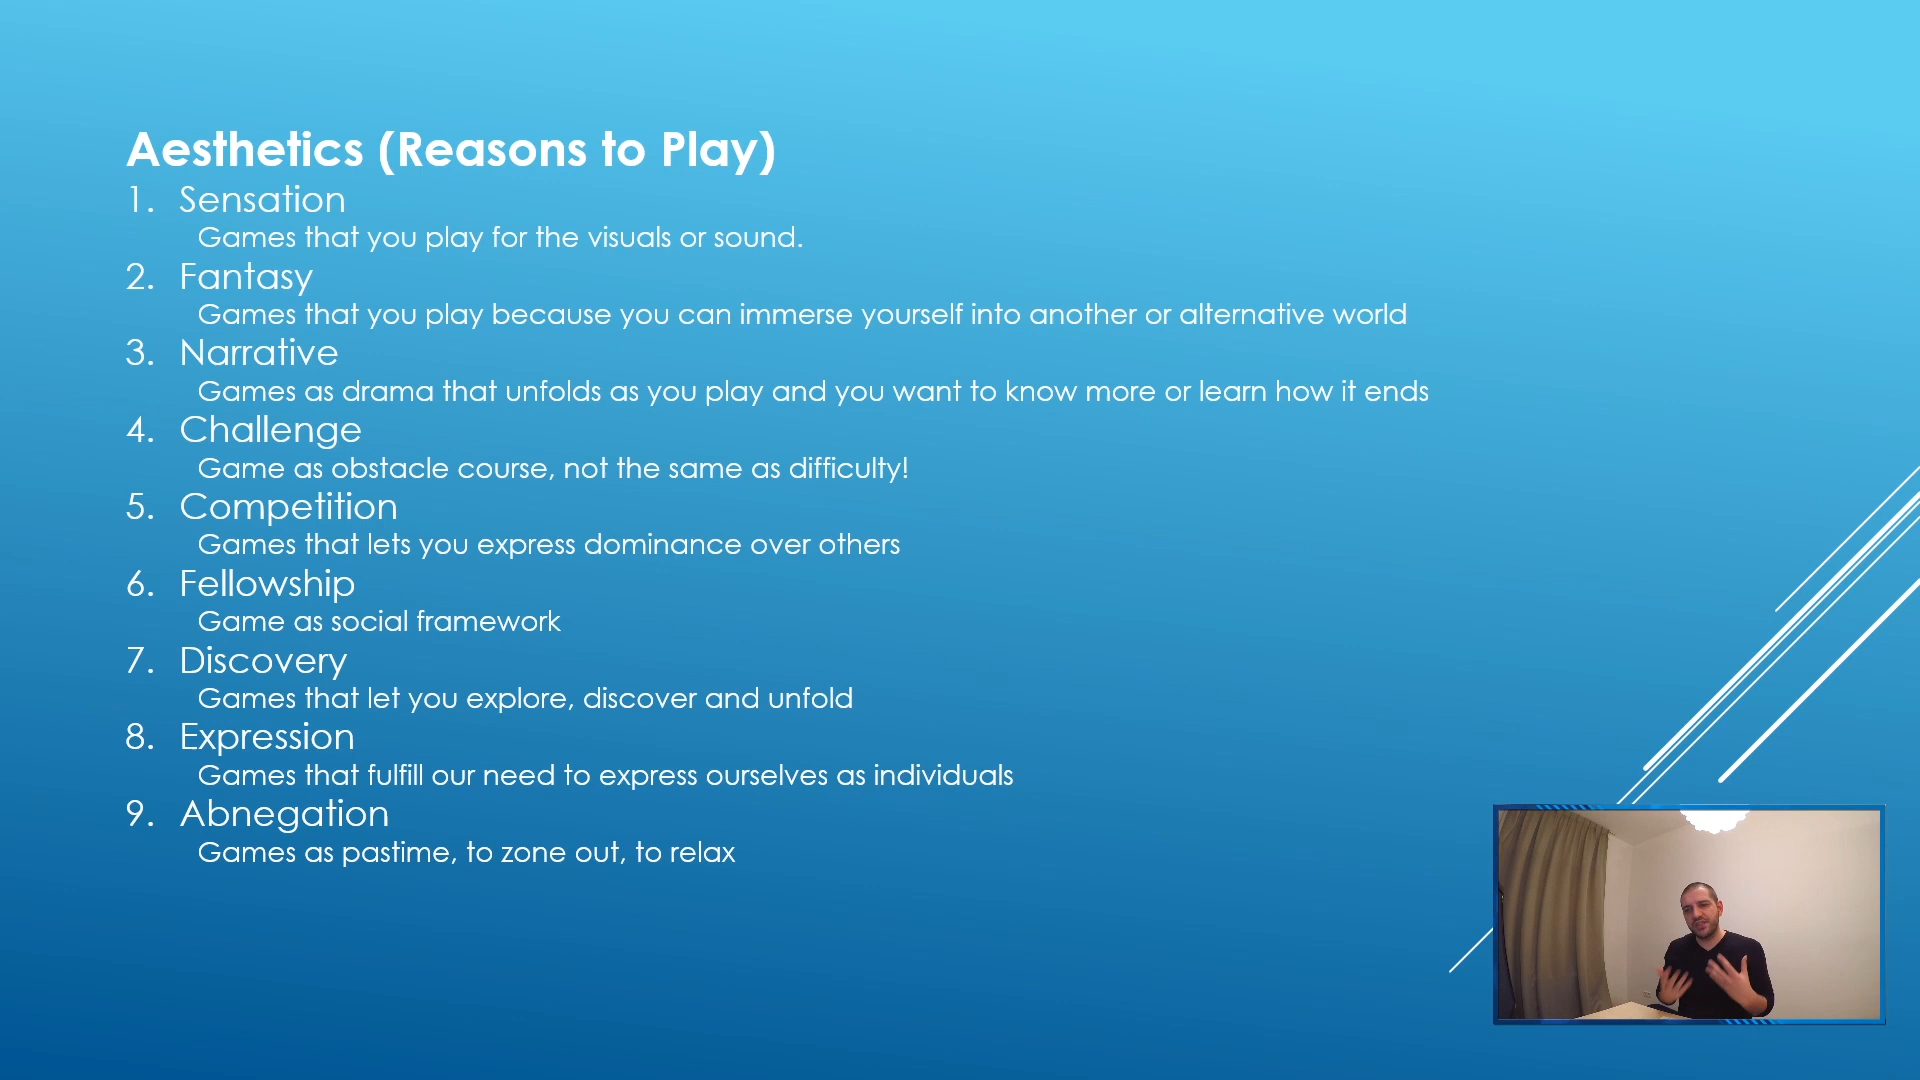 Aesthetics (Reasons to Play)
1. Sensation
Games that you play for the visuals or sound.
2. Fantasy
Games that you play because you can immerse yourself into another or alternative world
3. Narrative
Games as drama that unfolds as you play and you want to know more or learn how it ends
4. Challenge
Game as obstacle course, not the same as difficulty!
5. Competition
Games that lets you express dominance over others
6. Fellowship
Game as social framework
7. Discovery
Games that let you explore, discover and unfold
8. Expression
Games that fulfill our need to express ourselves as individuals
9. Abnegation
Games as pastime, to zone out, to relax